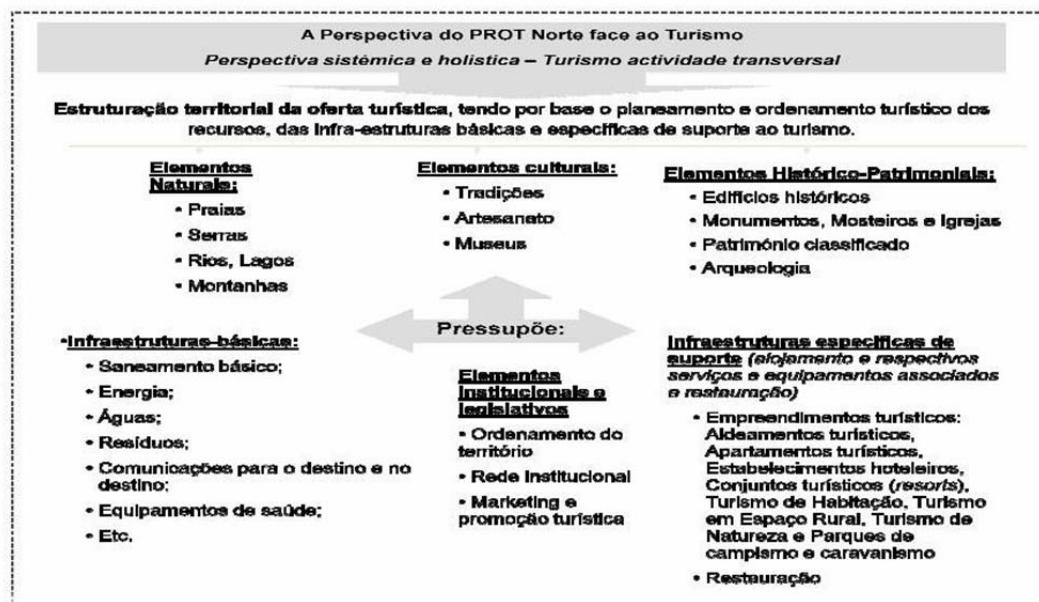 A Perspectiva do PROT Norte face ao Turismo
Perspectiva sistémica e holística – Turismo actividade transversal
Estruturação territorial da oferta turística, tendo por base o planeamento e ordenamento turístico dos
recursos, das infra-estruturas básicas e específicas de suporte ao turismo.
Elementos
Naturais:
• Praias
• Serras
• Rios, Lagos
• Montanhas
Elementos culturais:
• Tradições
• Artesanato
• Museus
Elementos Histórico-Patrimoniais:
• Edifícios históricos
• Monumentos, Mosteiros e Igrejas
• Património classificado
• Arqueologia
Pressupõe:
•Infraestruturas-básicas:
• Saneamento básico;
• Energia;
• Águas;
• Resíduos;
• Comunicações para o destino e no
destino;
• Equipamentos de saúde;
• Etc.
Elementos
Institucionais e
legislativos
• Ordenamento do
território
• Rede Institucional
• Marketing e
promoção turística
Infraestruturas específicas de
suporte (alojamento e respectivos
serviços e equipamentos associados
e restauração)
• Empreendimentos turísticos:
Aldeamentos turísticos,
Apartamentos turísticos,
Estabelecimentos hoteleiros,
Conjuntos turísticos (resorts),
Turismo de Habitação, Turismo
em Espaço Rural, Turismo de
Natureza e Parques de
campismo e caravanismo
• Restauração